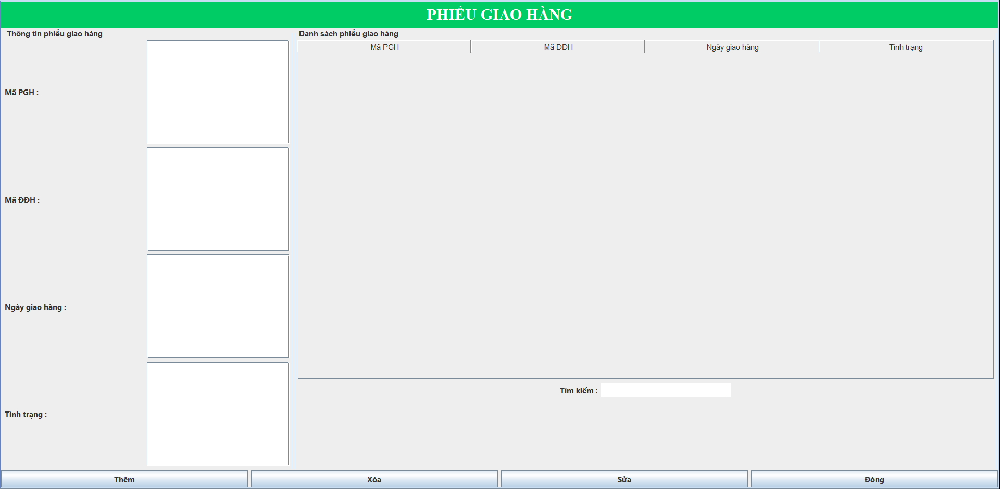 PHIẾU GIAO HÀNG
Thông tin phiếu giao hàng
Mã PGH :
Mã ĐĐH :
Ngày giao hàng :
Tình trạng :
Danh sách phiếu giao hàng
Mã PGH Mã ĐĐH Ngày giao hàng Tình trạng
Tìm kiếm :
Thêm Xóa Sửa Đóng